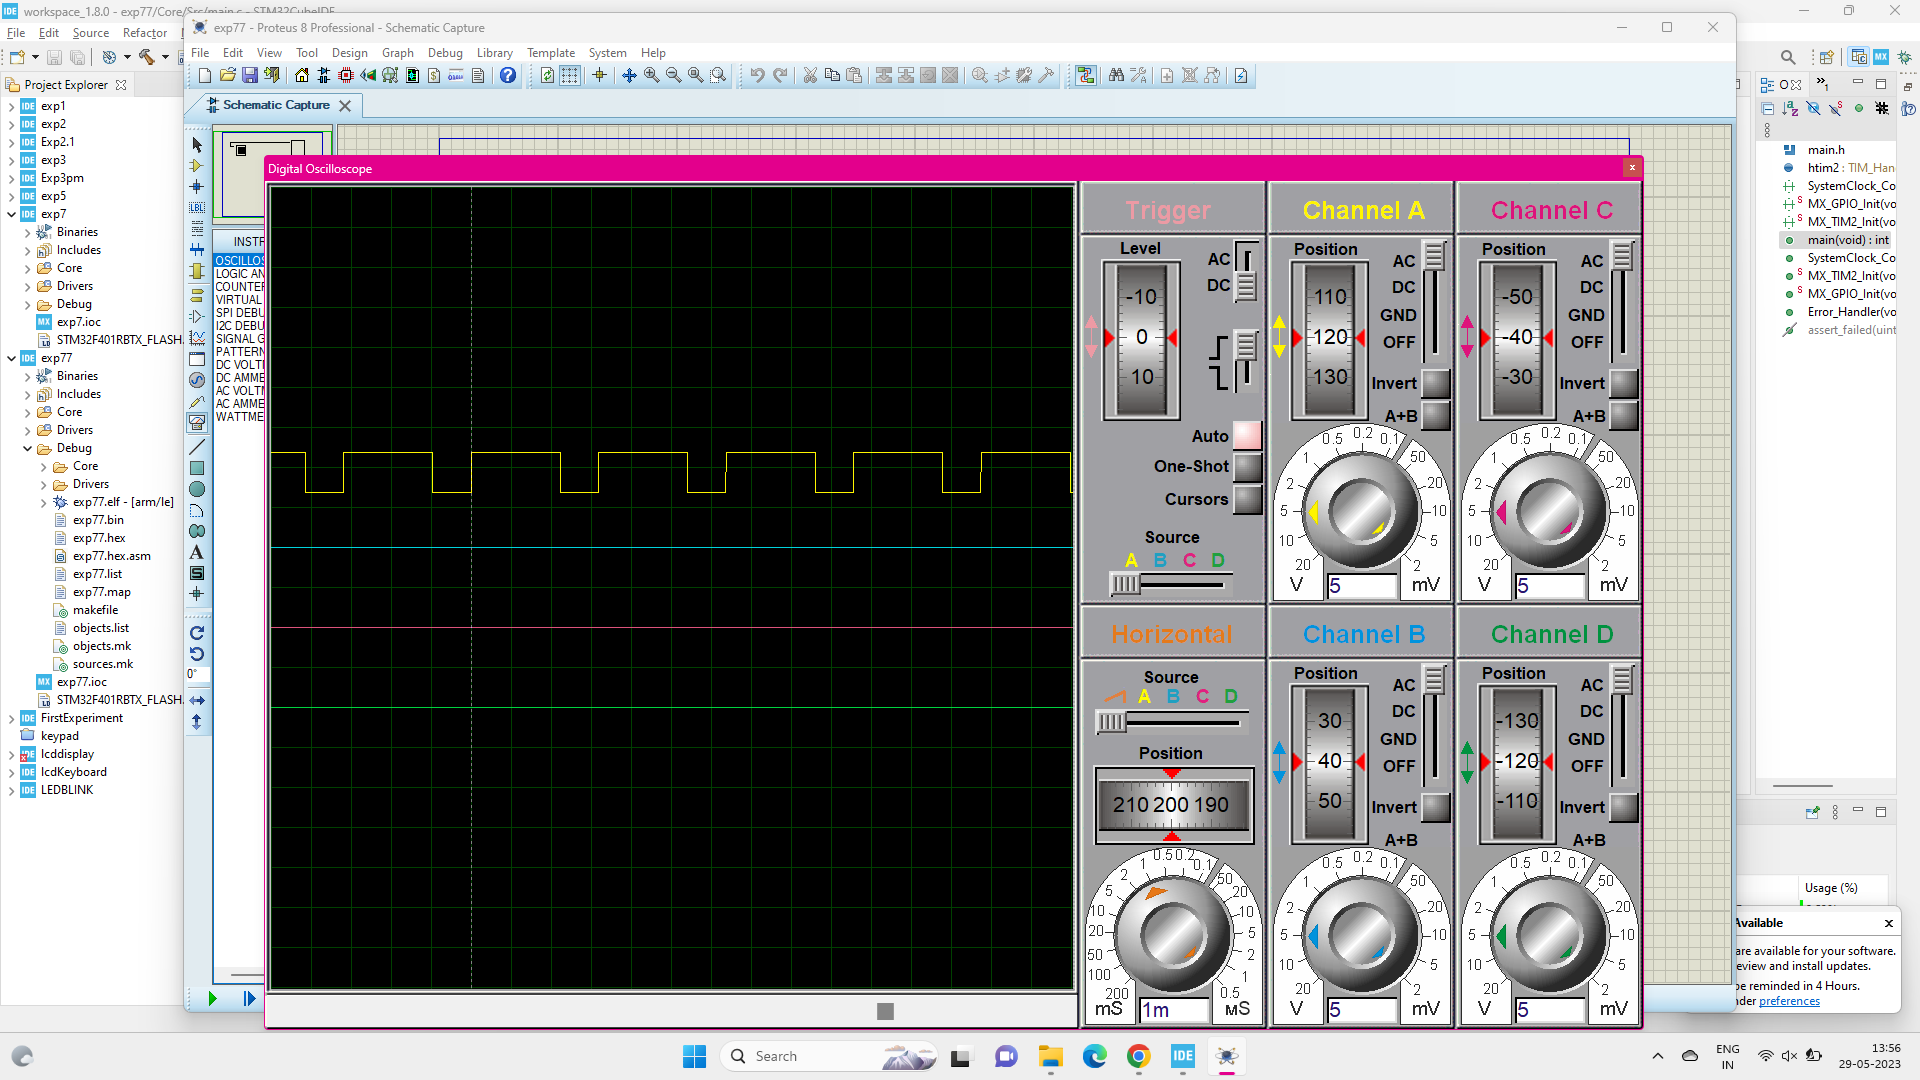 workspace_1.8.0 - exp77/Core/Src/main.c - STM32CubeIDE
File Edit Source Refactor
exp77 - Proteus 8 Professional - Schematic Capture
File Edit View Tool Design Graph Debug Library Template System Help
Schematic Capture
Project Explorer
exp1
exp2
Exp2.1
exp3
Exp3pm
exp5
exp7
Binaries
Includes
Core
Drivers
Debug
exp7.ioc
STM32F401RBTX_FLASH.
exp77
Binaries
Includes
Core
Drivers
Debug
Core
Drivers
exp77.elf - [arm/le]
exp77.bin
exp77.hex
exp77.hex.asm
exp77.list
exp77.map
makefile
objects.list
objects.mk
sources.mk
exp77.ioc
STM32F401RBTX_FLASH.
FirstExperiment
keypad
lcddisplay
lcdKeyboard
LEDBLINK
LBL
A
S
0°
INSTR
OSCILLOS
LOGIC AN
COUNTER
VIRTUAL
SPI DEBU
I2C DEBU
SIGNAL G
PATTERN
DC VOLTM
DC AMME
AC VOLTM
AC AMME
WATTME
Digital Oscilloscope
Trigger
Level
-10
0
10
AC
DC
Auto
One-Shot
Cursors
Source
A B C D
Channel A
Position
110
120
130
AC
DC
GND
OFF
Invert
A+B
0.5 0.2 0.1
1 50
2 20
5 10
10 5
20 2
V 5 mV
Channel C
Position
-50
-40
-30
AC
DC
GND
OFF
Invert
A+B
0.5 0.2 0.1
1 50
2 20
5 10
10 5
20 2
V 5 mV
Horizontal
Source
A B C D
Position
210 200 190
1 0.5 0.2 0.1
2 50
5 20
10 10
20 5
50 2
100 1
200 0.5
mS 1m мS
Channel B
Position
30
40
50
AC
DC
GND
OFF
Invert
A+B
0.5 0.2 0.1
1 50
2 20
5 10
10 5
20 2
V 5 mV
Channel D
Position
-130
-120
-110
AC
DC
GND
OFF
Invert
A+B
0.5 0.2 0.1
1 50
2 20
5 10
10 5
20 2
V 5 mV
main.h
htim2 : TIM_Han
SystemClock_Co
MX_GPIO_Init(vo
MX_TIM2_Init(vo
main(void) : int
SystemClock_Co
MX_TIM2_Init(vo
MX_GPIO_Init(vo
Error_Handler(vo
assert_failed(uint
Usage (%)
Available
are available for your software.
eview and install updates.
be reminded in 4 Hours.
nder preferences
Search
IDE
ENG
IN
13:56
29-05-2023